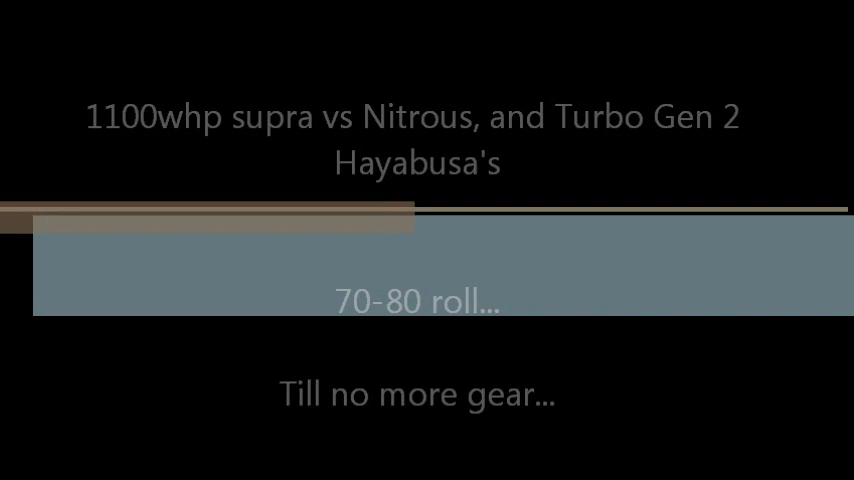 1100whp supra vs Nitrous, and Turbo Gen 2
Hayabusa's
70-80 roll...
Till no more gear...